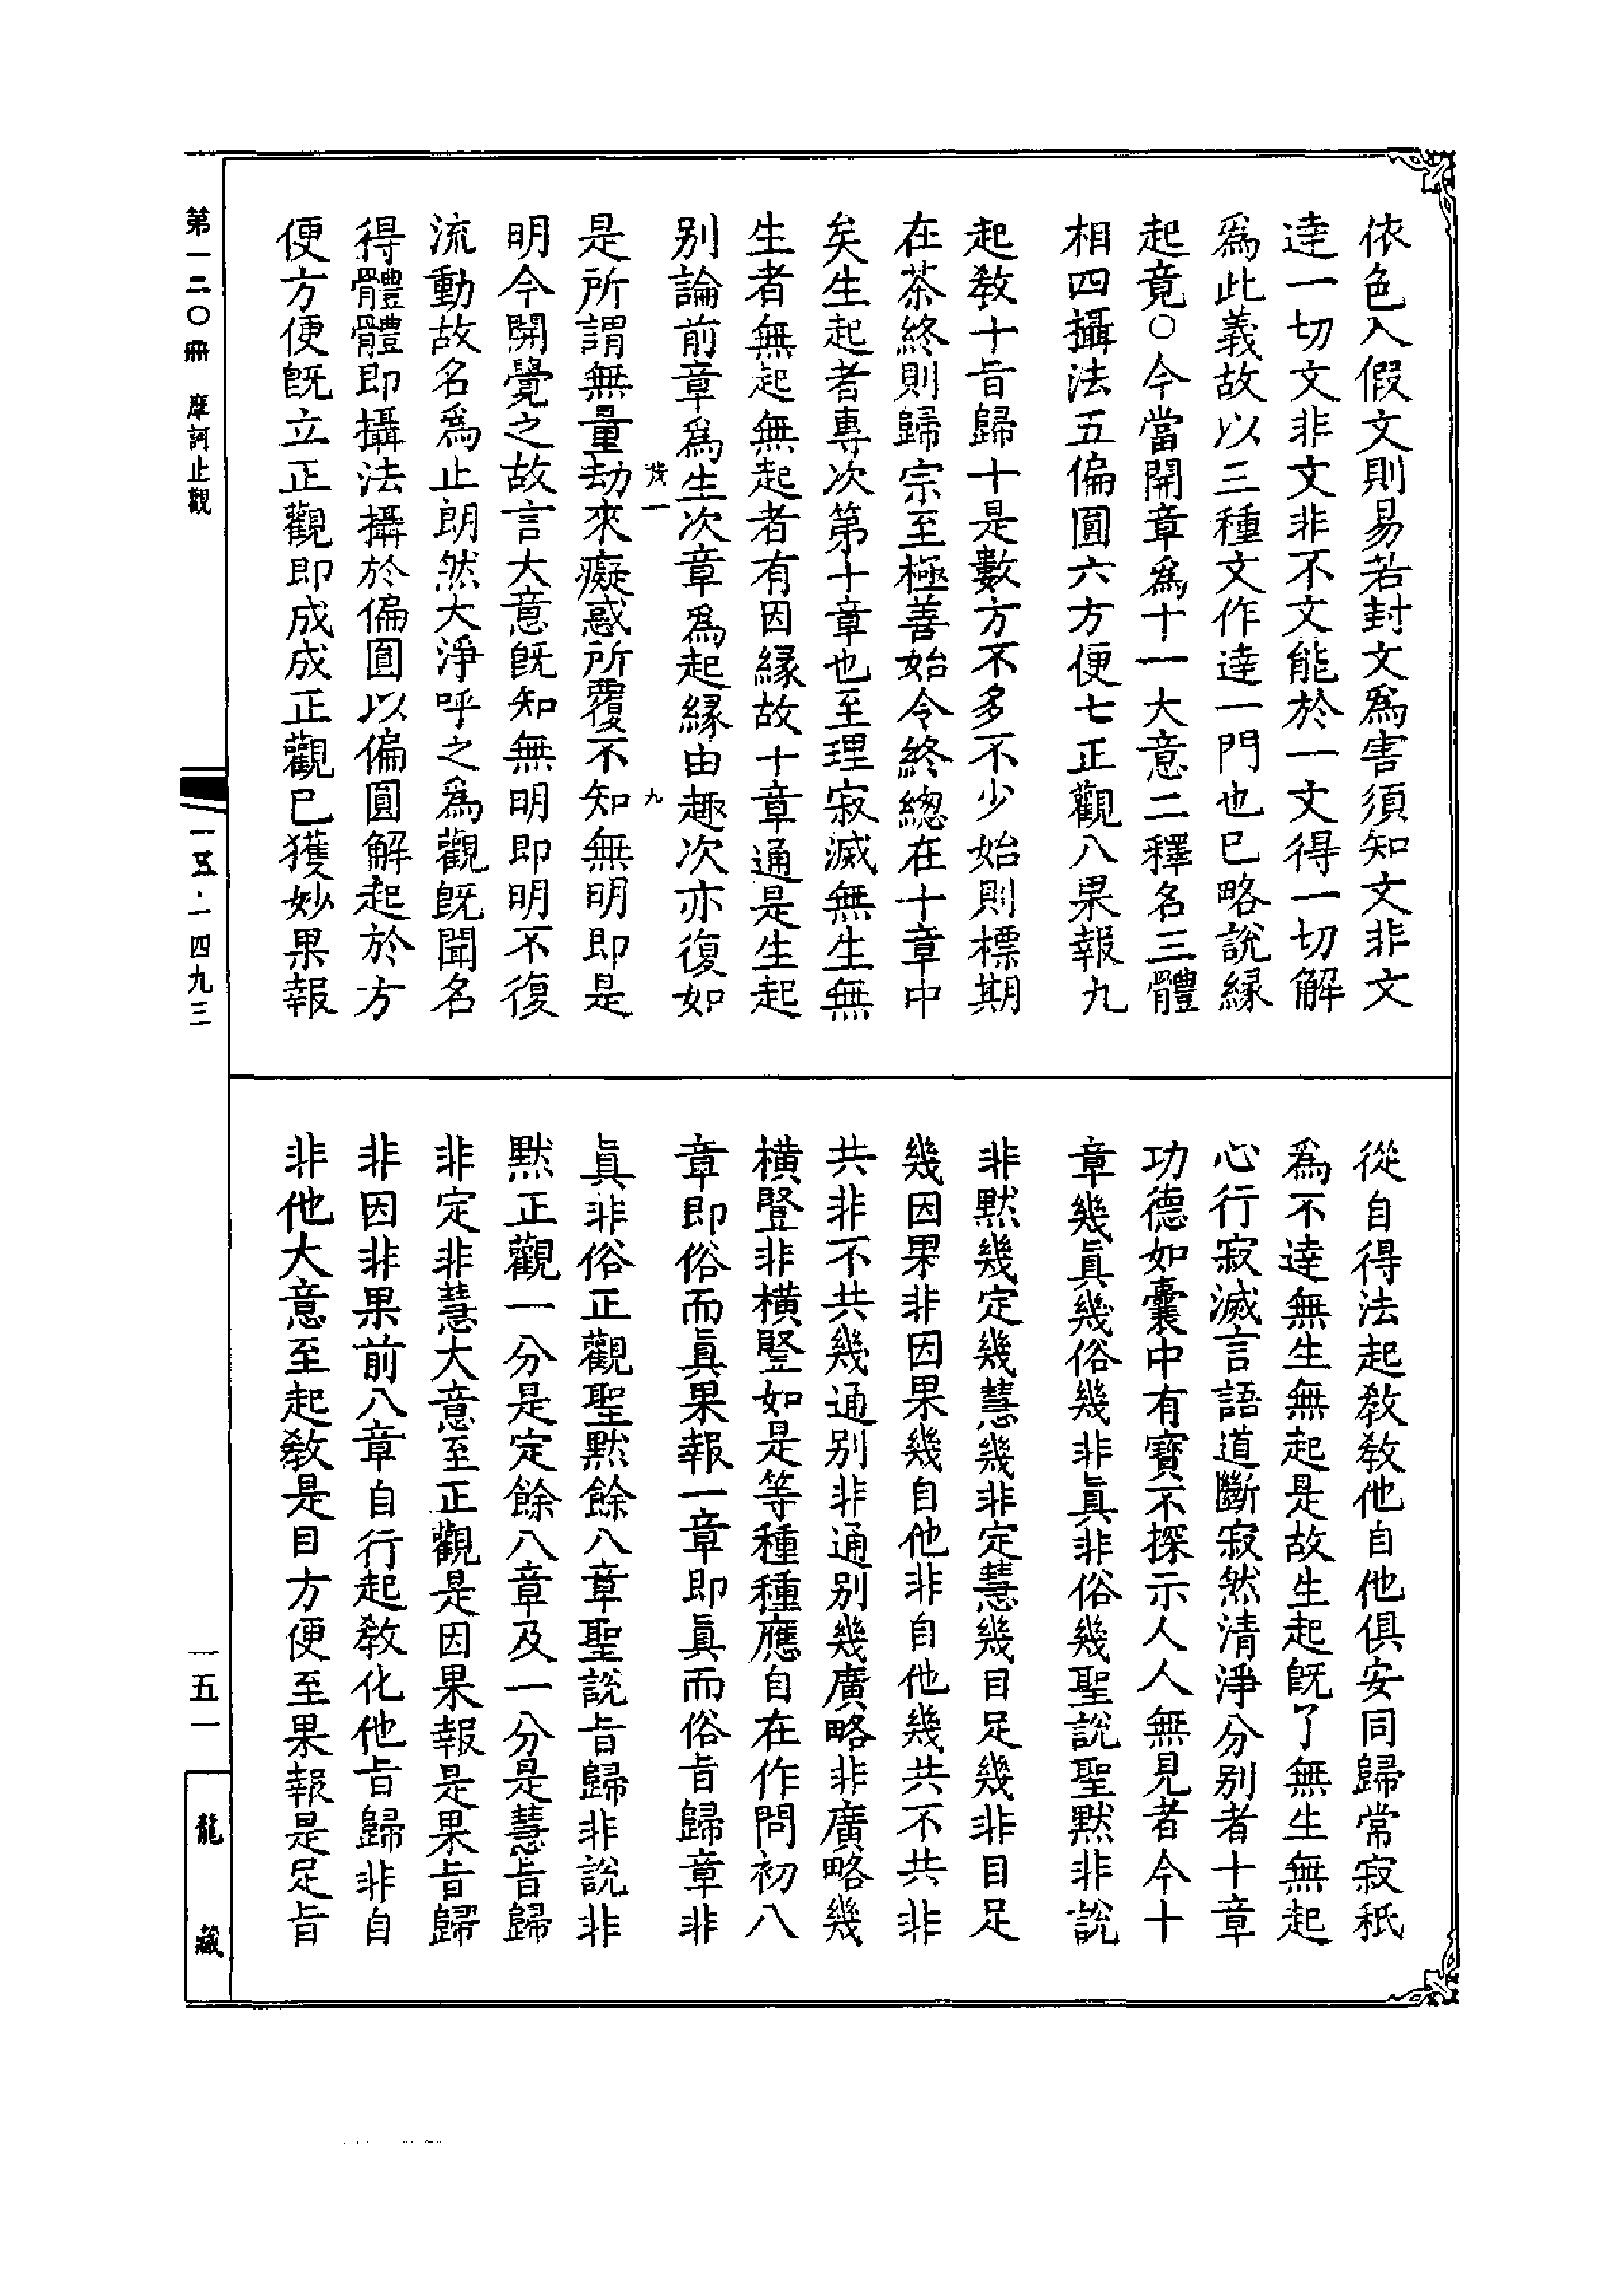 依色入假文則易若封文爲害須知文非文
達一切文非文非不文能於一文得一切解
爲此義故以三種文作達一門也已略說緣
起竟○今當開章爲十一大意二釋名三體
相四攝法五偏圓六方便七正觀八果報九
起教十旨歸十是數方不多不少始則標期
在茶終則歸宗至極善始令終總在十章中
矣生起者專次第十章也至理寂滅無生無
生者無起無起者有因緣故十章通是生起
別論前章爲生次章爲起緣由趣次亦復如
一 九
是所謂無量劫來癡惑所覆不知無明即是
明今開覺之故言大意既知無明即明不復
流動故名爲止朗然大淨呼之爲觀既聞名
得體體即攝法攝於偏圓以偏圓解起於方
便方便既立正觀即成成正觀已獲妙果報
從自得法起教教他自他俱安同歸常寂秖
爲不達無生無起是故生起既了無生無起
心行寂滅言語道斷寂然清淨分別者十章
功德如囊中有寶不探示人人無見者今十
章幾眞幾俗幾非眞非俗幾聖說聖默非說
非默幾定幾慧幾非定慧幾目足幾非目足
幾因果非因果幾自他非自他幾共不共非
共非不共幾通別非通別幾廣略非廣略幾
橫豎非橫豎如是等種種應自在作問初八
章即俗而眞果報一章即眞而俗旨歸章非
眞非俗正觀聖默餘八章聖說旨歸非說非
默正觀一分是定餘八章及一分是慧旨歸
非定非慧大意至正觀是因果報是果旨歸
非因非果前八章自行起教化他旨歸非自
非他大意至起教是目方便至果報是足旨
第一二〇冊 摩訶止觀
一五·一四九三
一五一
龍藏